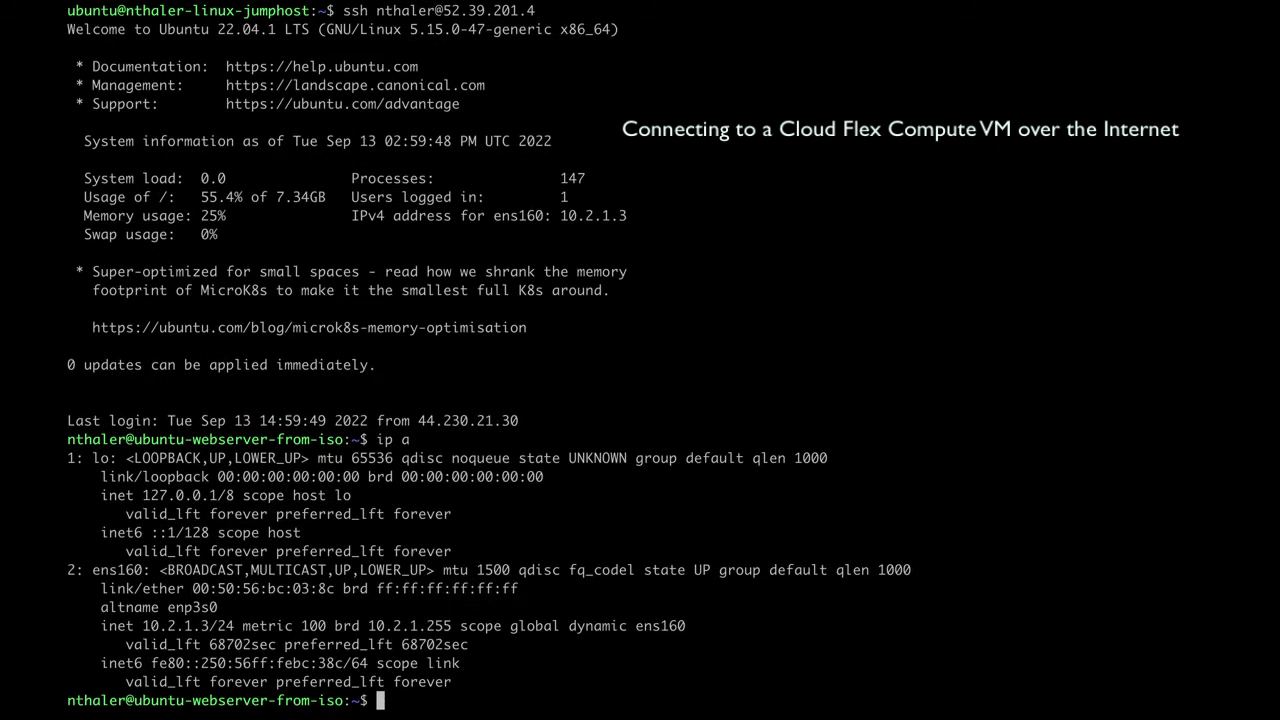 ubuntu@nthaler-linux-jumphost:~$ ssh nthaler@52.39.201.4
Welcome to Ubuntu 22.04.1 LTS (GNU/Linux 5.15.0-47-generic x86_64)
* Documentation:  https://help.ubuntu.com
* Management:     https://landscape.canonical.com
* Support:        https://ubuntu.com/advantage
Connecting to a Cloud Flex Compute VM over the Internet
System information as of Tue Sep 13 02:59:48 PM UTC 2022
System load:  0.0               Processes:               147
Usage of /:   55.4% of 7.34GB   Users logged in:         1
Memory usage: 25%               IPv4 address for ens160: 10.2.1.3
Swap usage:   0%
* Super-optimized for small spaces - read how we shrank the memory
footprint of MicroK8s to make it the smallest full K8s around.
https://ubuntu.com/blog/microk8s-memory-optimisation
0 updates can be applied immediately.
Last login: Tue Sep 13 14:59:49 2022 from 44.230.21.30
nthaler@ubuntu-webserver-from-iso:~$ ip a
1: lo: <LOOPBACK,UP,LOWER_UP> mtu 65536 qdisc noqueue state UNKNOWN group default qlen 1000
link/loopback 00:00:00:00:00:00 brd 00:00:00:00:00:00
inet 127.0.0.1/8 scope host lo
valid_lft forever preferred_lft forever
inet6 ::1/128 scope host
valid_lft forever preferred_lft forever
2: ens160: <BROADCAST,MULTICAST,UP,LOWER_UP> mtu 1500 qdisc fq_codel state UP group default qlen 1000
link/ether 00:50:56:bc:03:8c brd ff:ff:ff:ff:ff:ff
altname enp3s0
inet 10.2.1.3/24 metric 100 brd 10.2.1.255 scope global dynamic ens160
valid_lft 68702sec preferred_lft 68702sec
inet6 fe80::250:56ff:febc:38c/64 scope link
valid_lft forever preferred_lft forever
nthaler@ubuntu-webserver-from-iso:~$